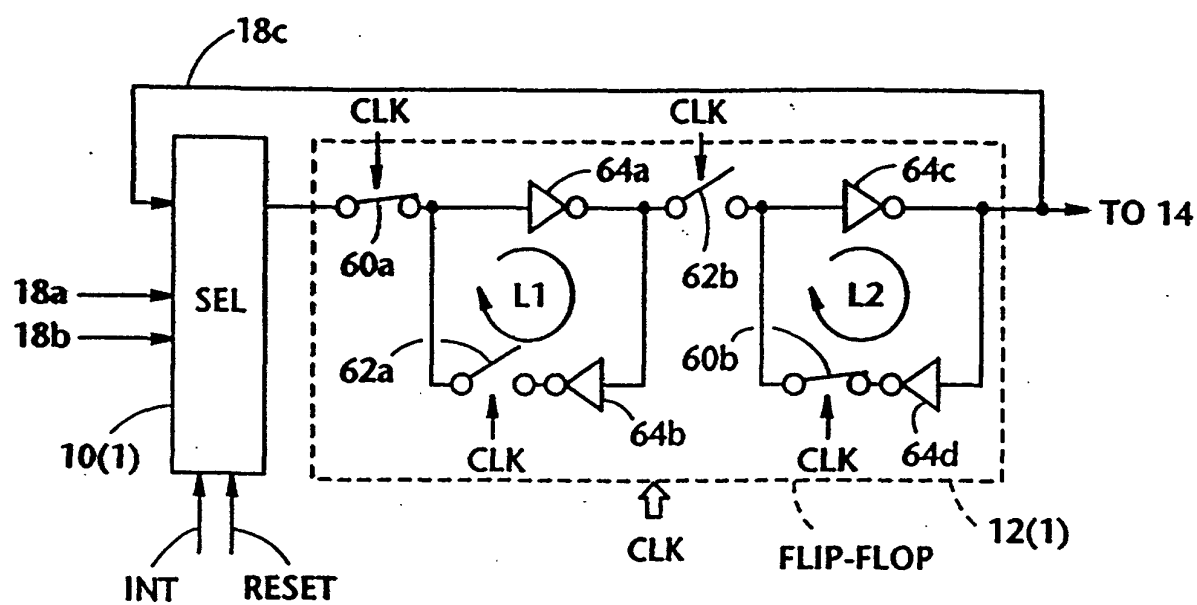 18c
CLK
CLK
64a
64c
TO 14
60a
62b
18a
SEL
L1
L2
18b
62a
60b
10(1)
64b
64d
CLK
CLK
CLK
FLIP-FLOP
12(1)
INT
RESET